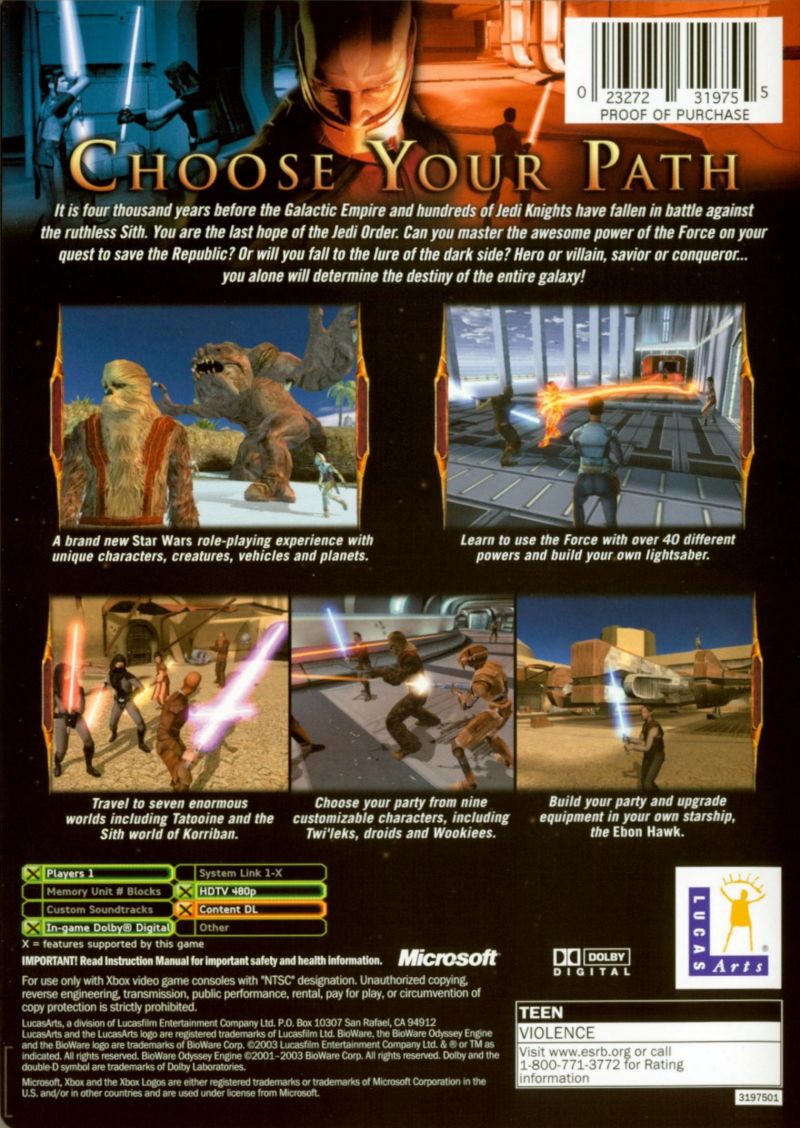 0 23272 31975 5
PROOF OF PURCHASE
CHOOSE YOUR PATH
It is four thousand years before the Galactic Empire and hundreds of Jedi Knights have fallen in battle against
the ruthless Sith. You are the last hope of the Jedi Order. Can you master the awesome power of the Force on your
quest to save the Republic? Or will you fall to the lure of the dark side? Hero or villain, savior or conqueror...
you alone will determine the destiny of the entire galaxy!
A brand new Star Wars role-playing experience with
unique characters, creatures, vehicles and planets.
Learn to use the Force with over 40 different
powers and build your own lightsaber.
Travel to seven enormous
worlds including Tatooine and the
Sith world of Korriban.
Choose your party from nine
customizable characters, including
Twi'leks, droids and Wookiees.
Build your party and upgrade
equipment in your own starship,
the Ebon Hawk.
X Players 1
System Link 1-X
Memory Unit # Blocks
X HDTV 480p
Custom Soundtracks
X Content DL
X In-game Dolby® Digital
Other
X = features supported by this game
IMPORTANT! Read Instruction Manual for important safety and health information.
Microsoft®
DOLBY
DIGITAL
LUCAS
Arts ®
For use only with Xbox video game consoles with "NTSC" designation. Unauthorized copying,
reverse engineering, transmission, public performance, rental, pay for play, or circumvention of
copy protection is strictly prohibited.
LucasArts, a division of Lucasfilm Entertainment Company Ltd. P.O. Box 10307 San Rafael, CA 94912
LucasArts and the LucasArts logo are registered trademarks of Lucasfilm Ltd. BioWare, the BioWare Odyssey Engine
and the BioWare logo are trademarks of BioWare Corp. ©2003 Lucasfilm Entertainment Company Ltd. & ® or TM as
indicated. All rights reserved. BioWare Odyssey Engine ©2001–2003 BioWare Corp. All rights reserved. Dolby and the
double-D symbol are trademarks of Dolby Laboratories.
Microsoft, Xbox and the Xbox Logos are either registered trademarks or trademarks of Microsoft Corporation in the
U.S. and/or in other countries and are used under license from Microsoft.
TEEN
VIOLENCE
Visit www.esrb.org or call
1-800-771-3772 for Rating
information
3197501